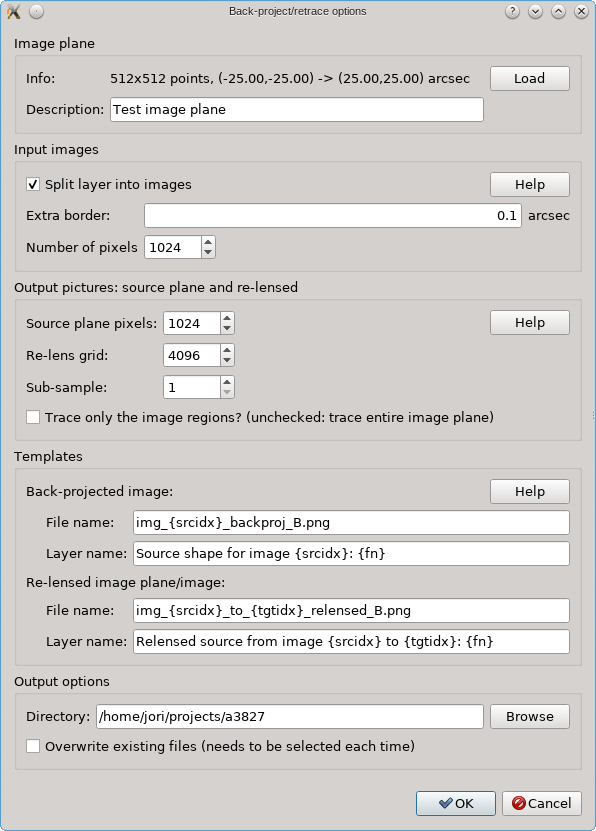 Back-project/retrace options
Image plane
Info: 512x512 points, (-25.00,-25.00) -> (25.00,25.00) arcsec Load
Description: Test image plane
Input images
Split layer into images Help
Extra border: 0.1 arcsec
Number of pixels 1024
Output pictures: source plane and re-lensed
Source plane pixels: 1024 Help
Re-lens grid: 4096
Sub-sample: 1
Trace only the image regions? (unchecked: trace entire image plane)
Templates
Back-projected image: Help
File name: img_{srcidx}_backproj_B.png
Layer name: Source shape for image {srcidx}: {fn}
Re-lensed image plane/image:
File name: img_{srcidx}_to_{tgtidx}_relensed_B.png
Layer name: Relensed source from image {srcidx} to {tgtidx}: {fn}
Output options
Directory: /home/jori/projects/a3827 Browse
Overwrite existing files (needs to be selected each time)
OK Cancel